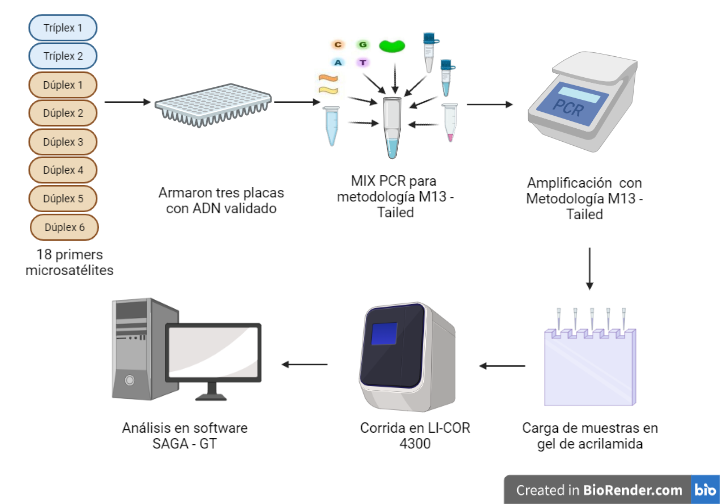 Tríplex 1
Tríplex 2
Dúplex 1
Dúplex 2
Dúplex 3
Dúplex 4
Dúplex 5
Dúplex 6
18 primers
microsatélites
Armaron tres placas
con ADN validado
C G
A T
MIX PCR para
metodología M13 -
Tailed
PCR
Amplificación con
Metodología M13 -
Tailed
Análisis en software
SAGA - GT
Corrida en LI-COR
4300
Carga de muestras en
gel de acrilamida
Created in BioRender.com bio